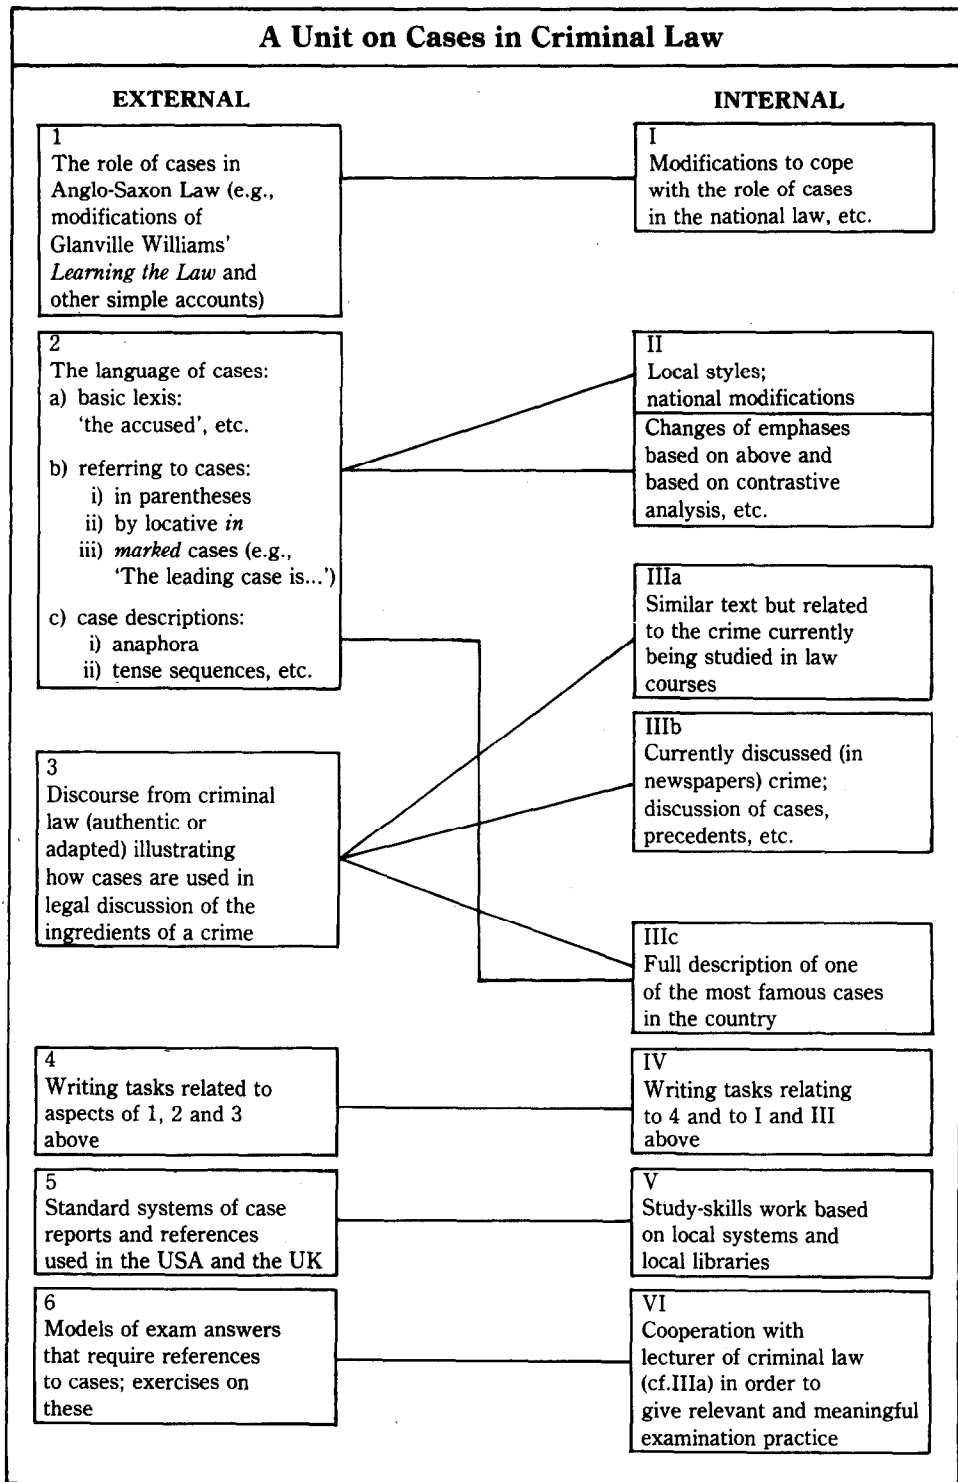 A Unit on Cases in Criminal Law
EXTERNAL
1
The role of cases in
Anglo-Saxon Law (e.g.,
modifications of
Glanville Williams'
Learning the Law and
other simple accounts)
2
The language of cases:
a) basic lexis:
'the accused', etc.
b) referring to cases:
i) in parentheses
ii) by locative in
iii) marked cases (e.g.,
'The leading case is...')
c) case descriptions:
i) anaphora
ii) tense sequences, etc.
3
Discourse from criminal
law (authentic or
adapted) illustrating
how cases are used in
legal discussion of the
ingredients of a crime
4
Writing tasks related to
aspects of 1, 2 and 3
above
5
Standard systems of case
reports and references
used in the USA and the UK
6
Models of exam answers
that require references
to cases; exercises on
these
INTERNAL
I
Modifications to cope
with the role of cases
in the national law, etc.
II
Local styles;
national modifications
Changes of emphases
based on above and
based on contrastive
analysis, etc.
IIIa
Similar text but related
to the crime currently
being studied in law
courses
IIIb
Currently discussed (in
newspapers) crime;
discussion of cases,
precedents, etc.
IIIc
Full description of one
of the most famous cases
in the country
IV
Writing tasks relating
to 4 and to I and III
above
V
Study-skills work based
on local systems and
local libraries
VI
Cooperation with
lecturer of criminal law
(cf.IIIa) in order to
give relevant and meaningful
examination practice